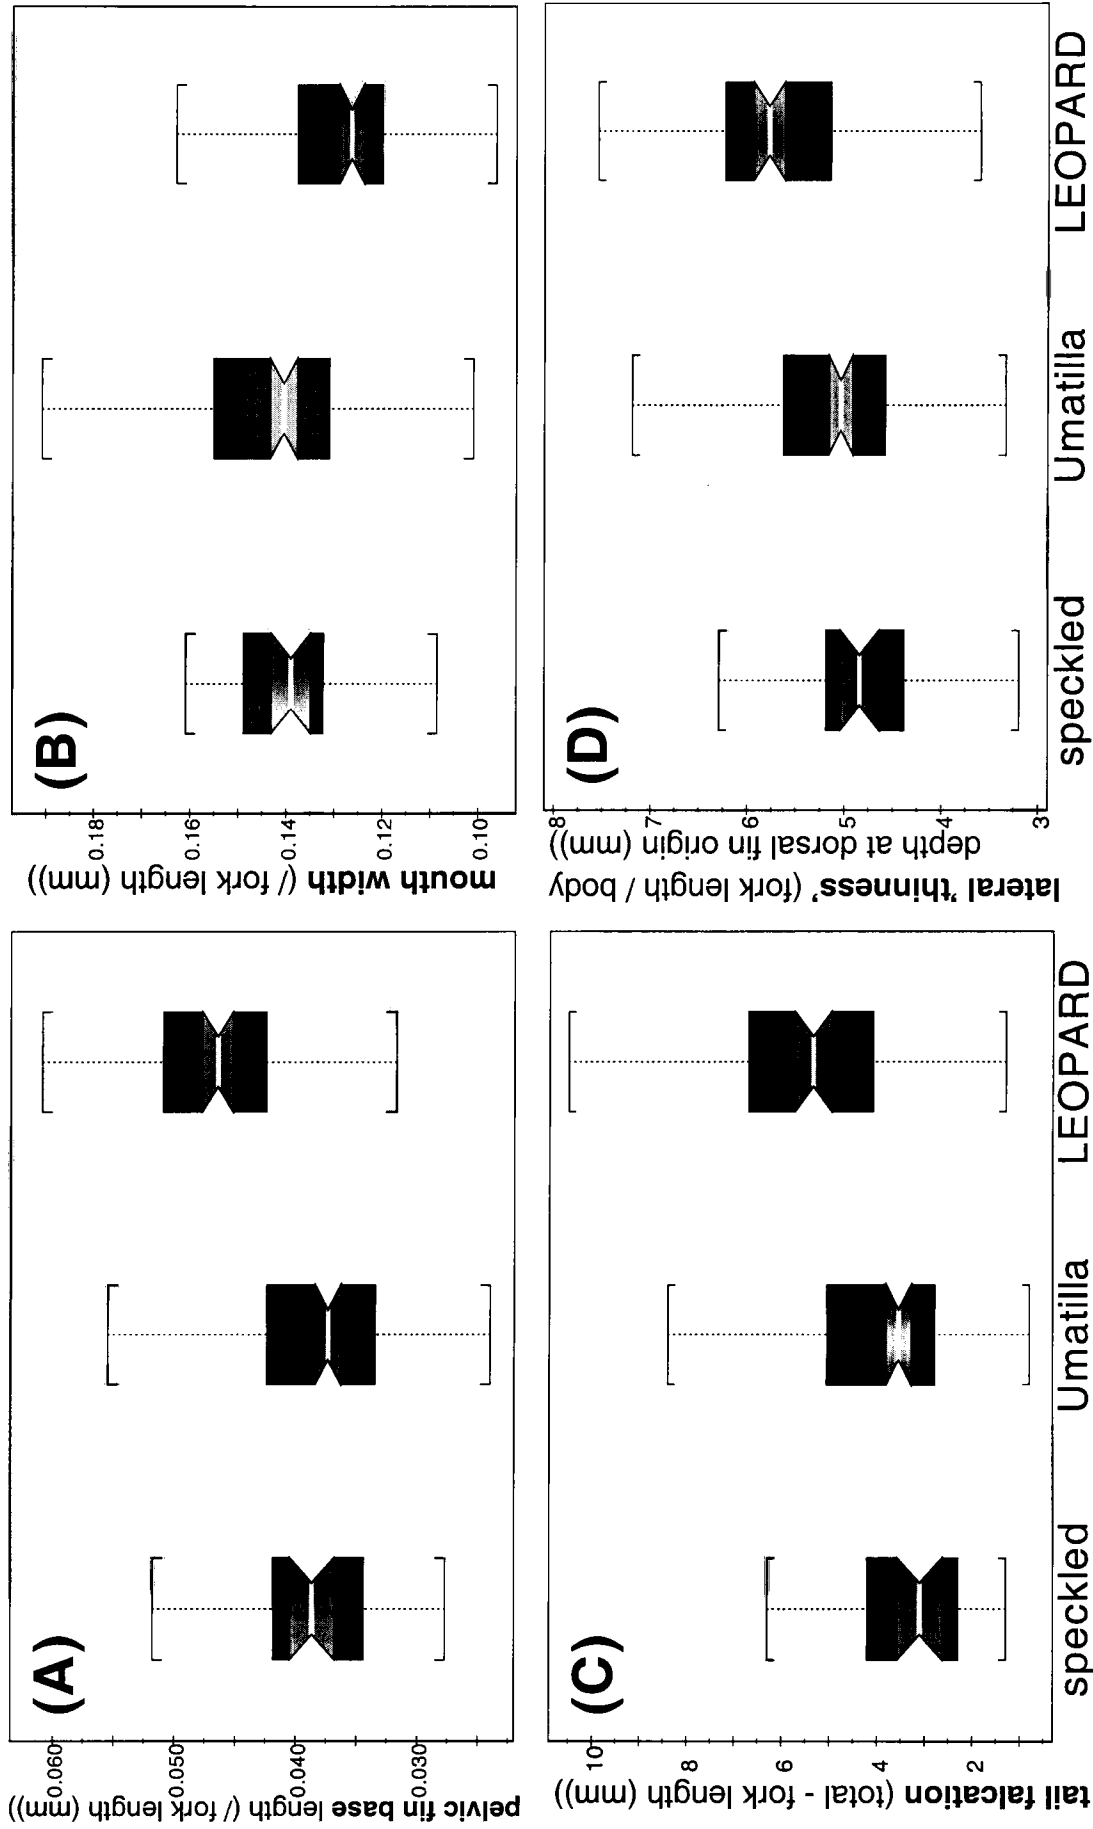 (A)
pelvic fin base length (/ fork length (mm))
0.060
0.050
0.040
0.030
(B)
mouth width (/ fork length (mm))
0.18
0.16
0.14
0.12
0.10
(C)
tail falcation (total - fork length (mm))
10
8
6
4
2
speckled
Umatilla
LEOPARD
(D)
lateral 'thinness' (fork length / body
depth at dorsal fin origin (mm))
8
7
6
5
4
3
speckled
Umatilla
LEOPARD